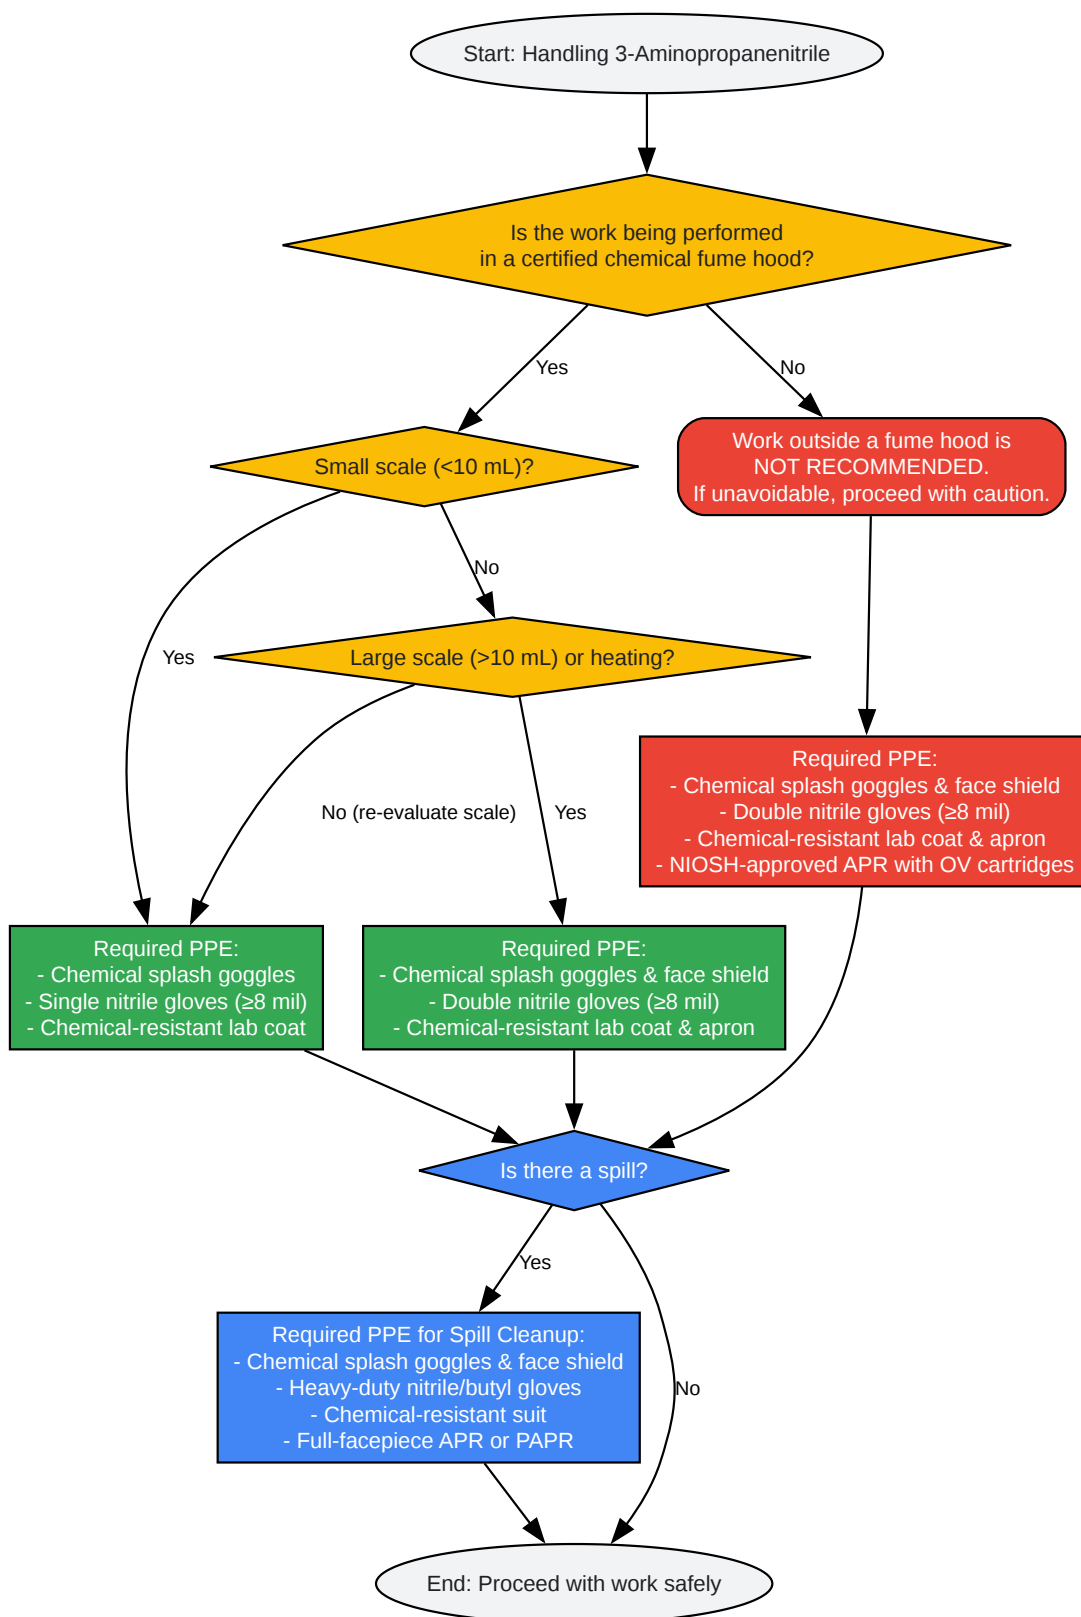 Start: Handling 3-Aminopropanenitrile
Is the work being performed
in a certified chemical fume hood?
Yes
No
Small scale (<10 mL)?
Work outside a fume hood is
NOT RECOMMENDED.
If unavoidable, proceed with caution.
No
Yes
Large scale (>10 mL) or heating?
No (re-evaluate scale)
Yes
Required PPE:
- Chemical splash goggles & face shield
- Double nitrile gloves (≥8 mil)
- Chemical-resistant lab coat & apron
- NIOSH-approved APR with OV cartridges
Required PPE:
- Chemical splash goggles
- Single nitrile gloves (≥8 mil)
- Chemical-resistant lab coat
Required PPE:
- Chemical splash goggles & face shield
- Double nitrile gloves (≥8 mil)
- Chemical-resistant lab coat & apron
Is there a spill?
Yes
No
Required PPE for Spill Cleanup:
- Chemical splash goggles & face shield
- Heavy-duty nitrile/butyl gloves
- Chemical-resistant suit
- Full-facepiece APR or PAPR
End: Proceed with work safely